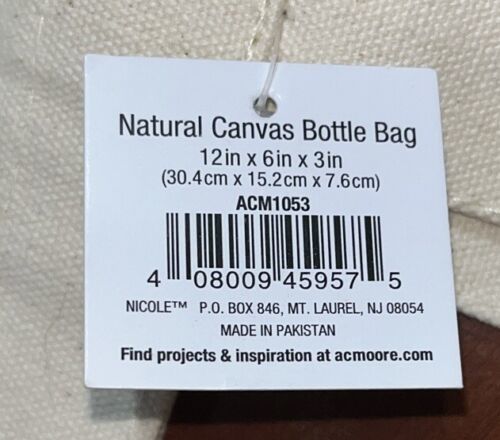 Natural Canvas Bottle Bag
12in x 6in x 3in
(30.4cm x 15.2cm x 7.6cm)
ACM1053
4 08009 45957 5
NICOLE™ P.O. BOX 846, MT. LAUREL, NJ 08054
MADE IN PAKISTAN
Find projects & inspiration at acmoore.com